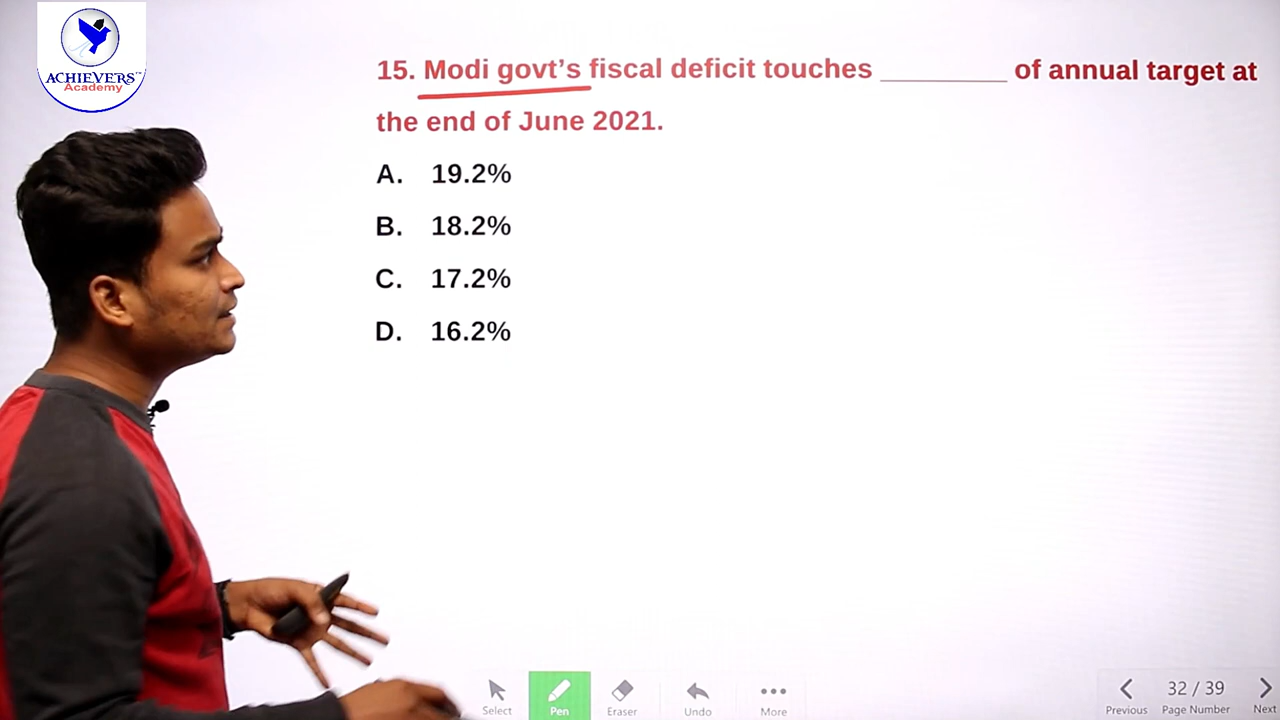 ACHIEVERS
Academy
15. Modi govt’s fiscal deficit touches _________ of annual target at
the end of June 2021.
A. 19.2%
B. 18.2%
C. 17.2%
D. 16.2%
Select
Pen
Eraser
Undo
More
Previous
32 / 39
Page Number
Next